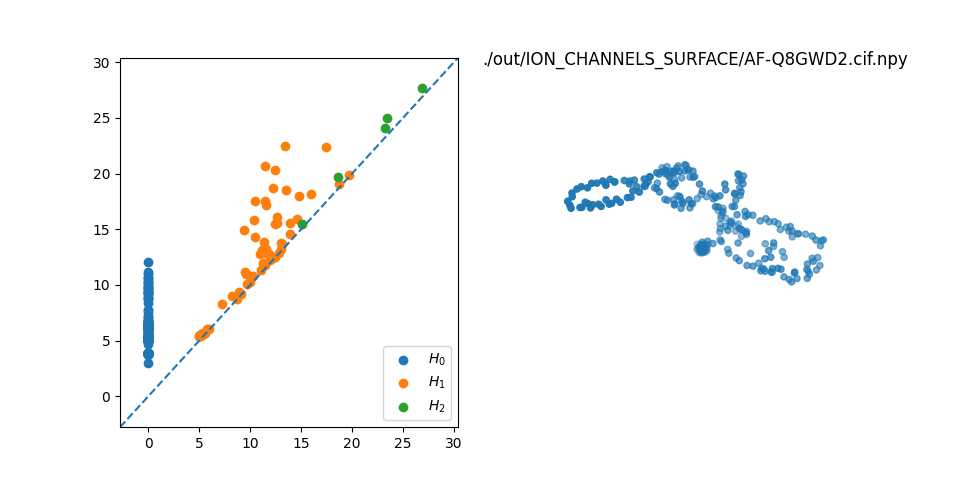 ./out/ION_CHANNELS_SURFACE/AF-Q8GWD2.cif.npy
30
25
20
15
10
5
0
H₀
H₁
H₂
0 5 10 15 20 25 30